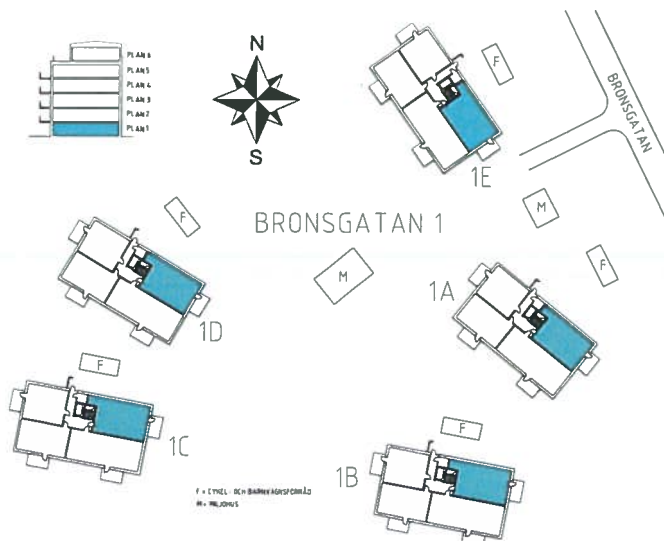 PLAN 6
PLAN 5
PLAN 4
PLAN 3
PLAN 2
PLAN 1
N
S
F
1E
BRONSGATAN
M
F
F
BRONSGATAN 1
M
1A
1D
F
1C
F
1B
F = CYKEL- OCH BARNVAGNSFÖRRÅD
M = MILJÖHUS